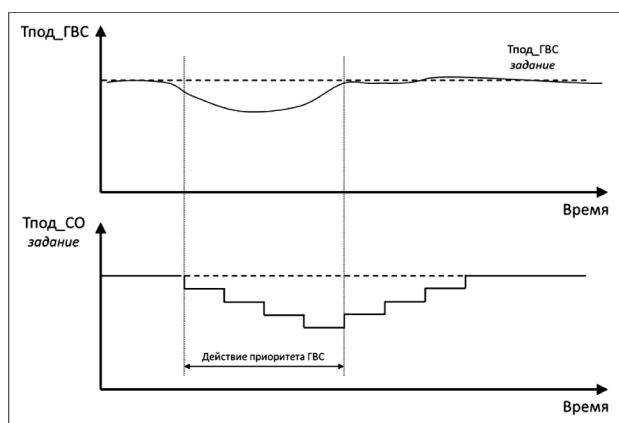 Тпод_ГВС
Тпод_ГВС
задание
Время
Тпод_СО
задание
Действие приоритета ГВС
Время